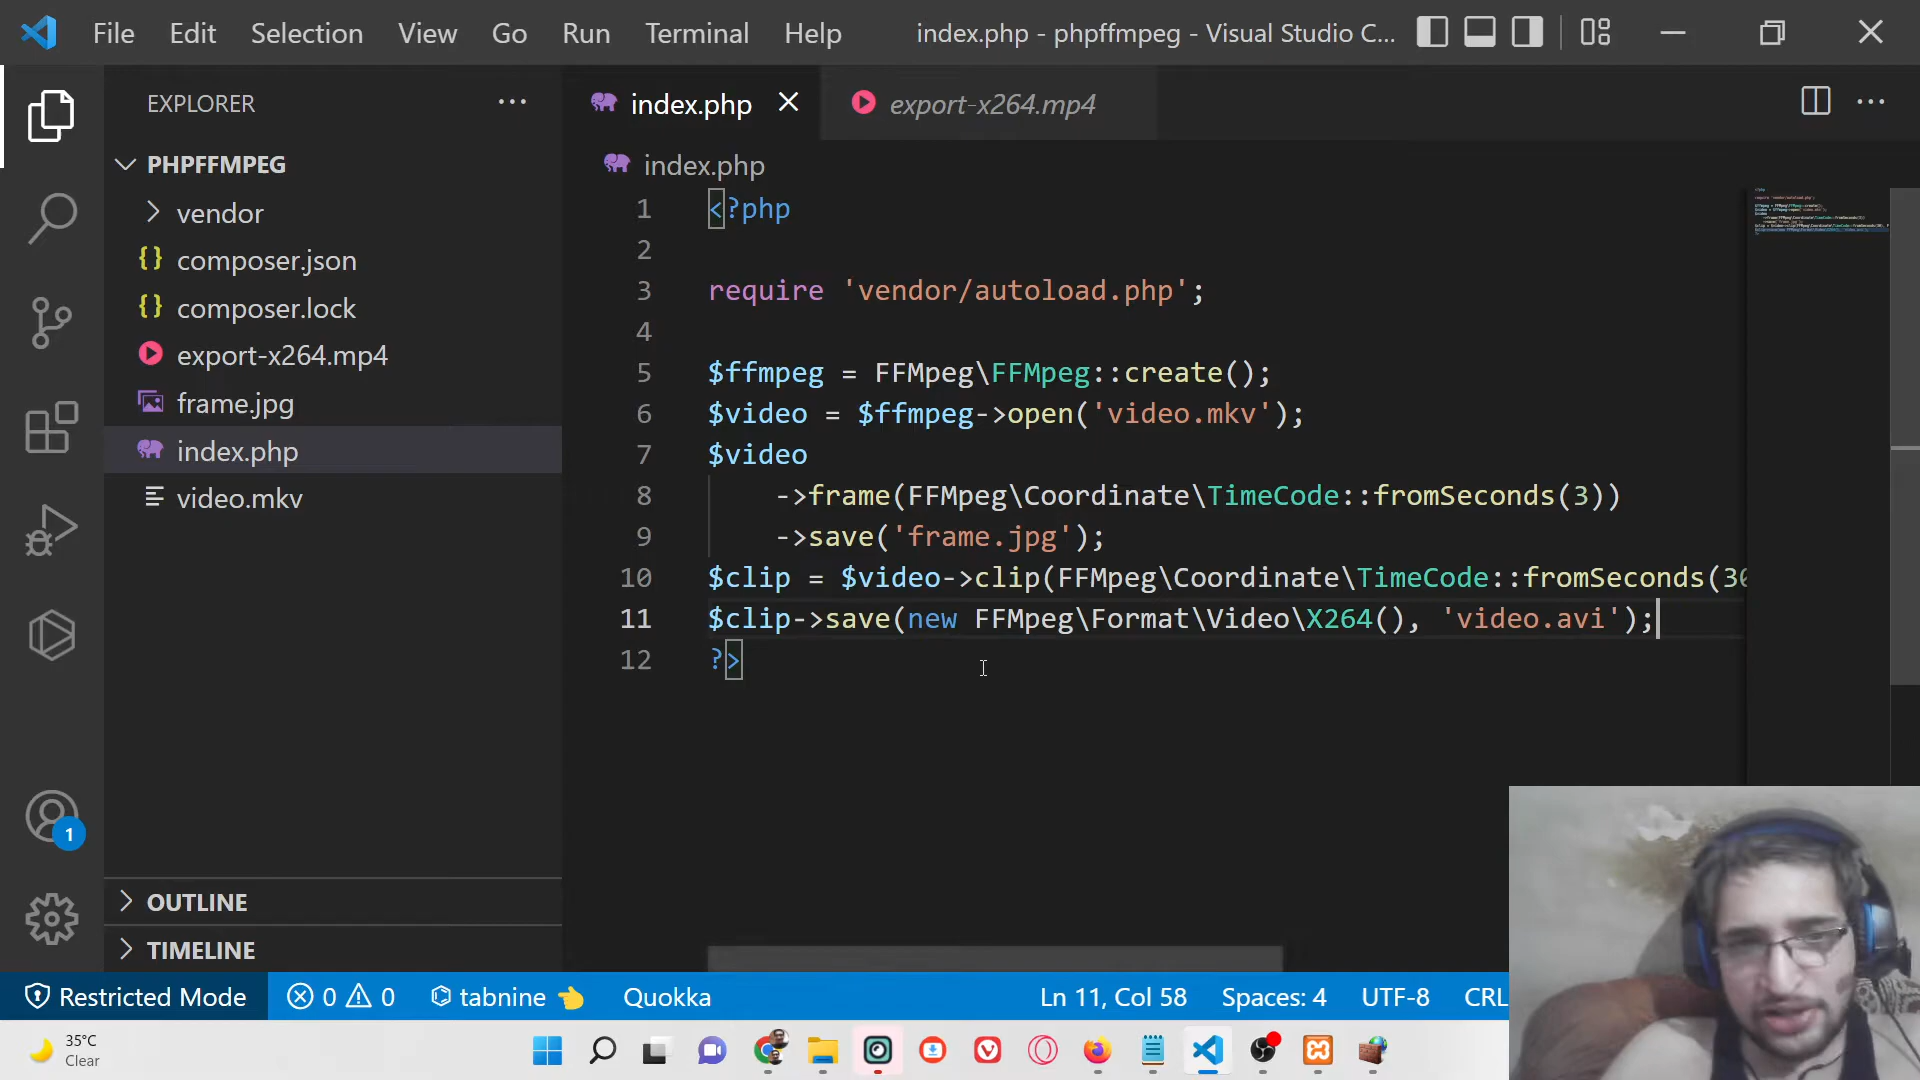 File Edit Selection View Go Run Terminal Help index.php - phpffmpeg - Visual Studio C...
EXPLORER
PHPFFMPEG
vendor
composer.json
composer.lock
export-x264.mp4
frame.jpg
index.php
video.mkv
OUTLINE
TIMELINE
index.php export-x264.mp4
index.php
1 <?php
2
3 require 'vendor/autoload.php';
4
5 $ffmpeg = FFMpeg\FFMpeg::create();
6 $video = $ffmpeg->open('video.mkv');
7 $video
8 ->frame(FFMpeg\Coordinate\TimeCode::fromSeconds(3))
9 ->save('frame.jpg');
10 $clip = $video->clip(FFMpeg\Coordinate\TimeCode::fromSeconds(30
11 $clip->save(new FFMpeg\Format\Video\X264(), 'video.avi');
12 ?>
1
Restricted Mode 0 0 tabnine Quokka Ln 11, Col 58 Spaces: 4 UTF-8 CRL
35°C
Clear